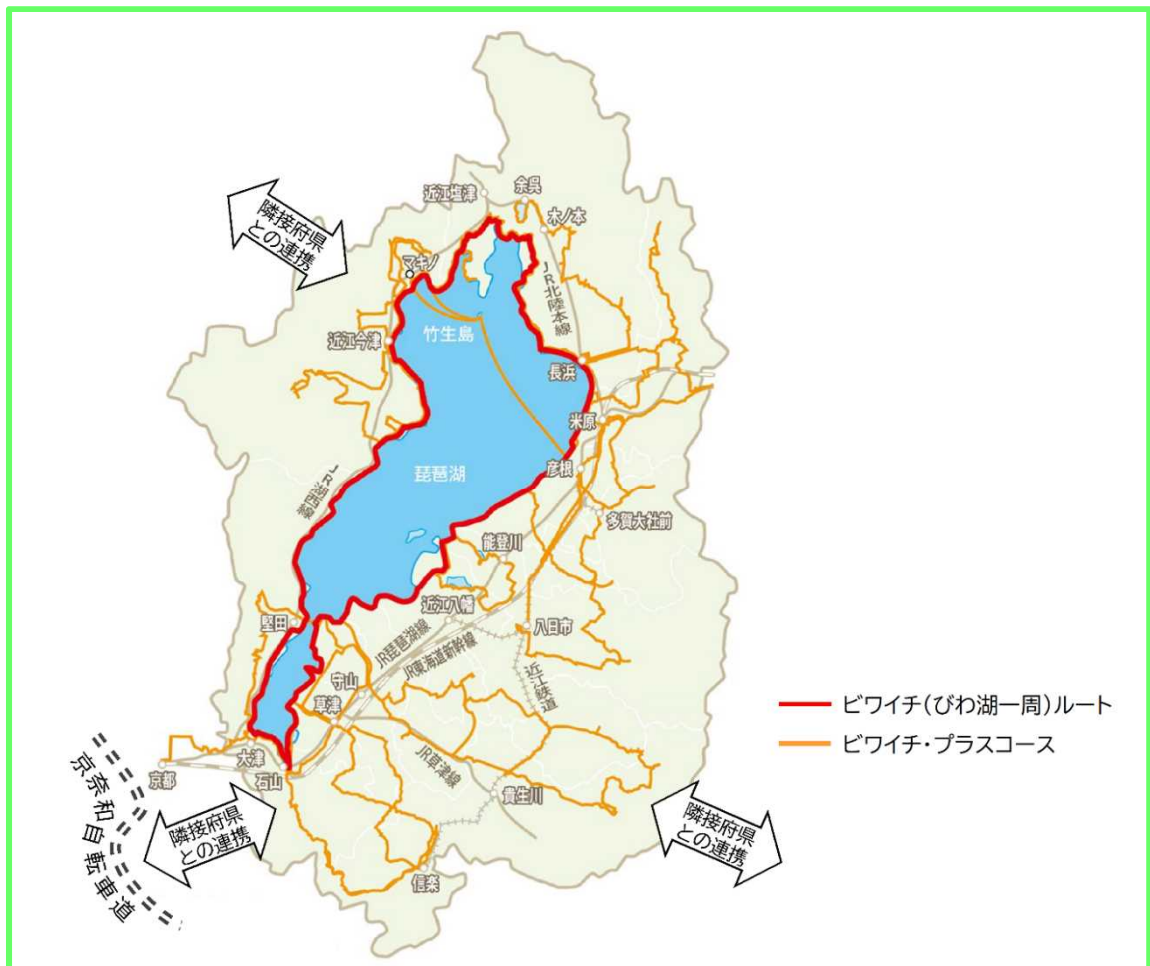 近江塩津
余呉
木ノ本
隣接府県
との連携
マキノ
JR北陸本線
竹生島
近江今津
長浜
米原
琵琶湖
彦根
JR湖西線
多賀大社前
能登川
近江八幡
堅田
八日市
JR琵琶湖線
JR東海道新幹線
守山
近江鉄道
草津
ビワイチ(びわ湖一周)ルート
ビワイチ・プラスコース
大津
JR草津線
京都
石山
貴生川
京奈和自転車道
隣接府県
との連携
隣接府県
との連携
信楽